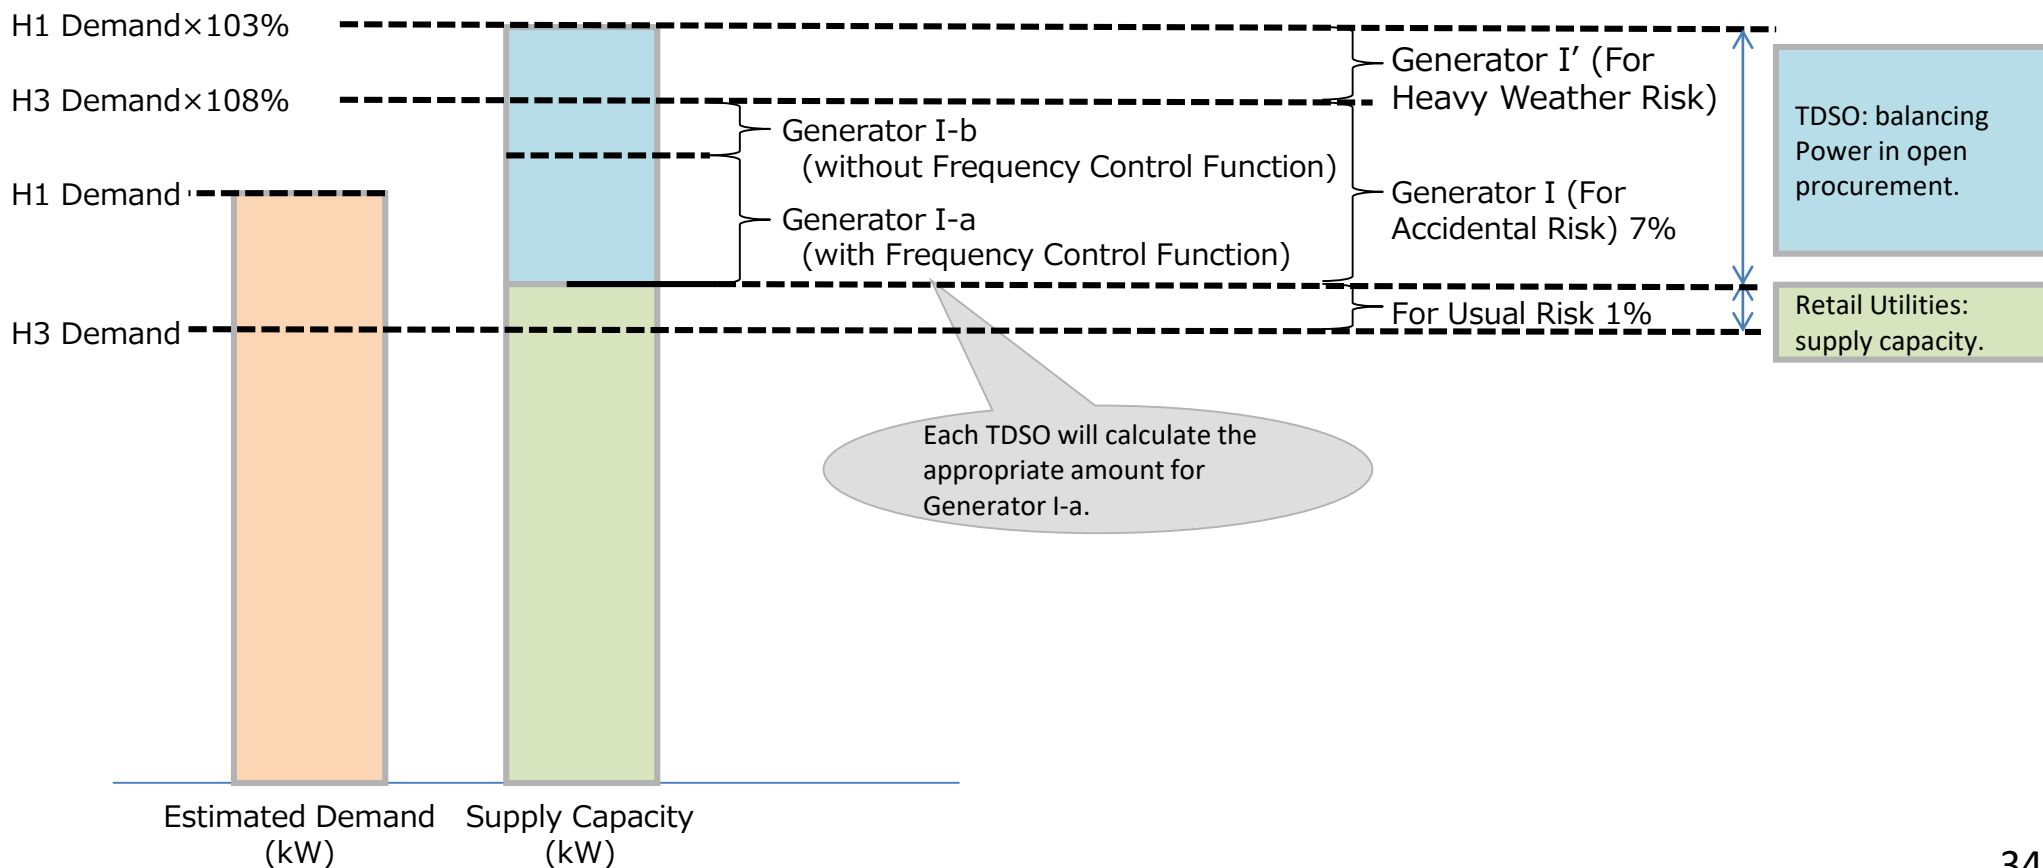 H1 Demand×103%
H3 Demand×108%
H1 Demand
H3 Demand
Generator I-b
(without Frequency Control Function)
Generator I-a
(with Frequency Control Function)
Generator I′ (For
Heavy Weather Risk)
Generator I (For
Accidental Risk) 7%
For Usual Risk 1%
TDSO: balancing
Power in open
procurement.
Retail Utilities:
supply capacity.
Each TDSO will calculate the
appropriate amount for
Generator I-a.
Estimated Demand
(kW)
Supply Capacity
(kW)
34